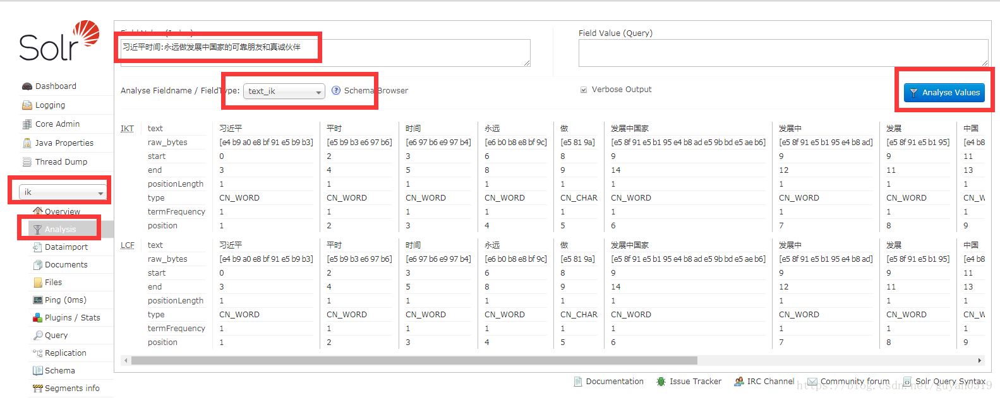 Solr
Dashboard
Logging
Core Admin
Java Properties
Thread Dump
ik
Overview
Analysis
Dataimport
Documents
Files
Ping (0ms)
Plugins / Stats
Query
Replication
Schema
Segments info
Field Value (Index)
习近平时间:永远做发展中国家的可靠朋友和真诚伙伴
Field Value (Query)
Analyse Fieldname / FieldType: text_ik Schema Browser
Verbose Output
Analyse Values
IKT text 习近平 平时 时间 永远 做 发展中国家 发展中 发展 中国
raw_bytes [e4 b9 a0 e8 bf 91 e5 b9 b3] [e5 b9 b3 e6 97 b6] [e6 97 b6 e9 97 b4] [e6 b0 b8 e8 bf 9c] [e5 81 9a] [e5 8f 91 e5 b1 95 e4 b8 ad e5 9b bd e5 ae b6] [e5 8f 91 e5 b1 95 e4 b8 ad] [e5 8f 91 e5 b1 95] [e4 b8
start 0 2 3 6 8 9 9 9 11
end 3 4 5 8 9 14 12 11 13
positionLength 1 1 1 1 1 1 1 1 1
type CN_WORD CN_WORD CN_WORD CN_WORD CN_CHAR CN_WORD CN_WORD CN_WORD CN_W
termFrequency 1 1 1 1 1 1 1 1 1
position 1 2 3 4 5 6 7 8 9
LCF text 习近平 平时 时间 永远 做 发展中国家 发展中 发展 中国
raw_bytes [e4 b9 a0 e8 bf 91 e5 b9 b3] [e5 b9 b3 e6 97 b6] [e6 97 b6 e9 97 b4] [e6 b0 b8 e8 bf 9c] [e5 81 9a] [e5 8f 91 e5 b1 95 e4 b8 ad e5 9b bd e5 ae b6] [e5 8f 91 e5 b1 95 e4 b8 ad] [e5 8f 91 e5 b1 95] [e4 b8
start 0 2 3 6 8 9 9 9 11
end 3 4 5 8 9 14 12 11 13
positionLength 1 1 1 1 1 1 1 1 1
type CN_WORD CN_WORD CN_WORD CN_WORD CN_CHAR CN_WORD CN_WORD CN_WORD CN_W
termFrequency 1 1 1 1 1 1 1 1 1
position 1 2 3 4 5 6 7 8 9
Documentation Issue Tracker IRC Channel Community forum Solr Query Syntax
https://blog.csdn.net/guyan0319